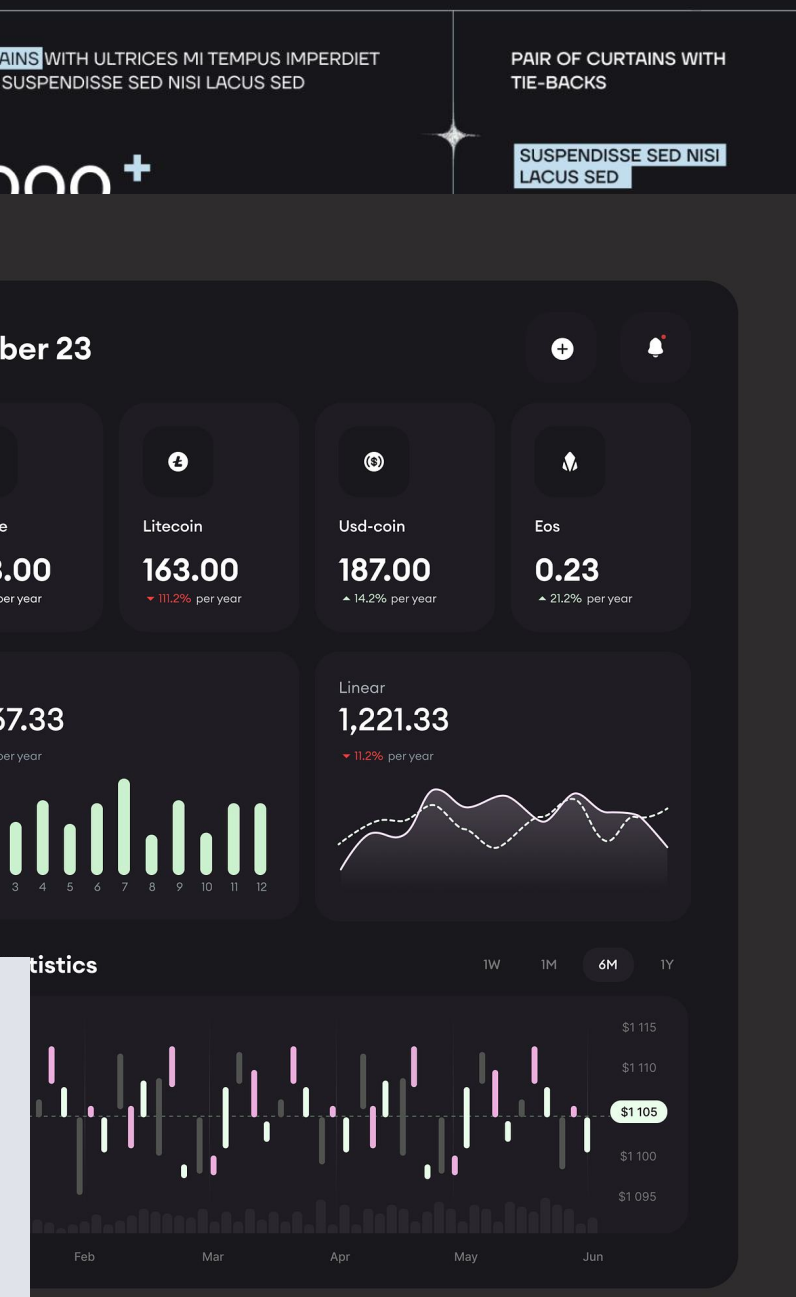 WITH ULTRICES MI TEMPUS IMPERDIET
SUSPENDISSE SED NISI LACUS SED
PAIR OF CURTAINS WITH
TIE-BACKS
SUSPENDISSE SED NISI
LACUS SED
23
Litecoin
Usd-coin
Eos
.00
163.00
187.00
0.23
per year
111.2% per year
14.2% per year
21.2% per year
7.33
per year
Linear
1,221.33
11.2% per year
3 4 5 6 7 8 9 10 11 12
tistics
1W 1M 6M 1Y
$1 115
$1 110
$1 105
$1 100
$1 095
Feb Mar Apr May Jun